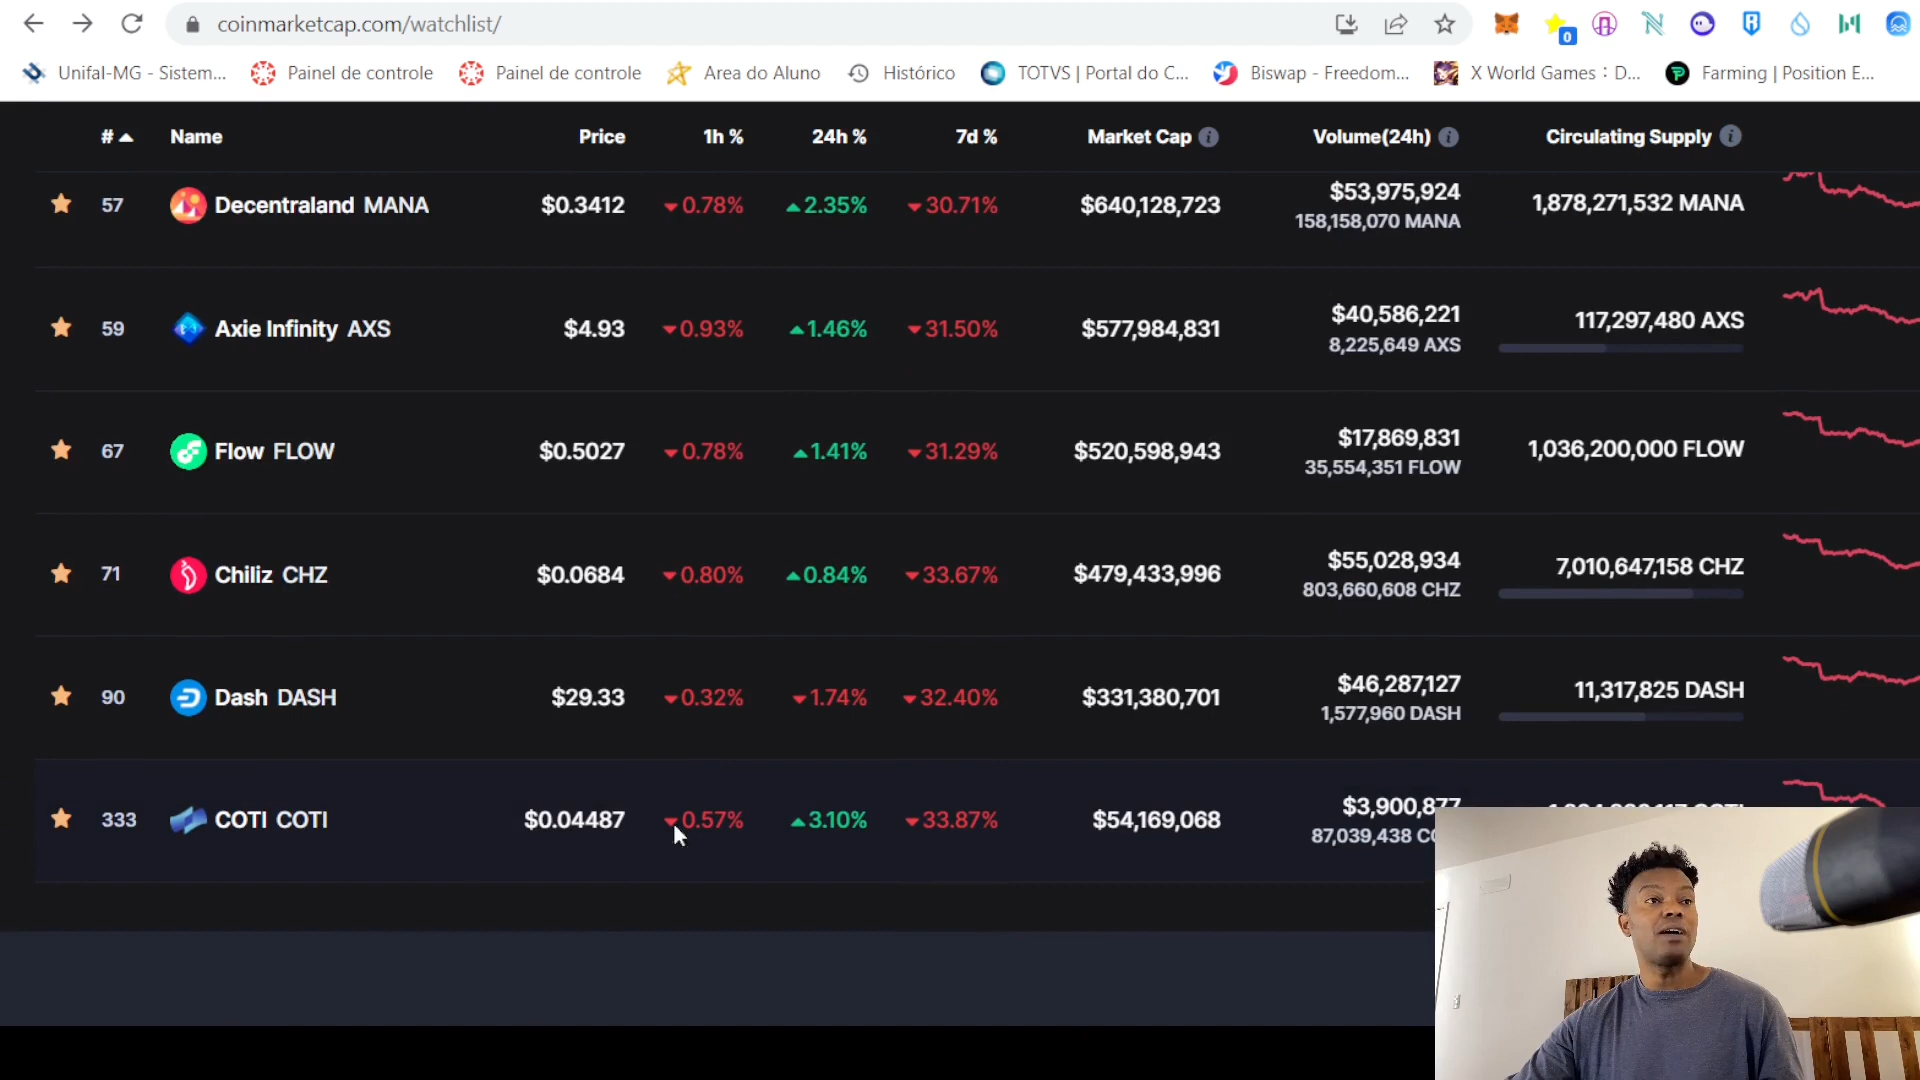 coinmarketcap.com/watchlist/
0
Unifal-MG - Sistem... Painel de controle Painel de controle Area do Aluno Histórico TOTVS | Portal do C... Biswap - Freedom... X World Games : D... Farming | Position E...
# Name Price 1h % 24h % 7d % Market Cap Volume(24h) Circulating Supply
57 Decentraland MANA $0.3412 0.78% 2.35% 30.71% $640,128,723 $53,975,924 1,878,271,532 MANA
158,158,070 MANA
59 Axie Infinity AXS $4.93 0.93% 1.46% 31.50% $577,984,831 $40,586,221 117,297,480 AXS
8,225,649 AXS
67 Flow FLOW $0.5027 0.78% 1.41% 31.29% $520,598,943 $17,869,831 1,036,200,000 FLOW
35,554,351 FLOW
71 Chiliz CHZ $0.0684 0.80% 0.84% 33.67% $479,433,996 $55,028,934 7,010,647,158 CHZ
803,660,608 CHZ
90 Dash DASH $29.33 0.32% 1.74% 32.40% $331,380,701 $46,287,127 11,317,825 DASH
1,577,960 DASH
333 COTI COTI $0.04487 0.57% 3.10% 33.87% $54,169,068 $3,900,877
87,039,438